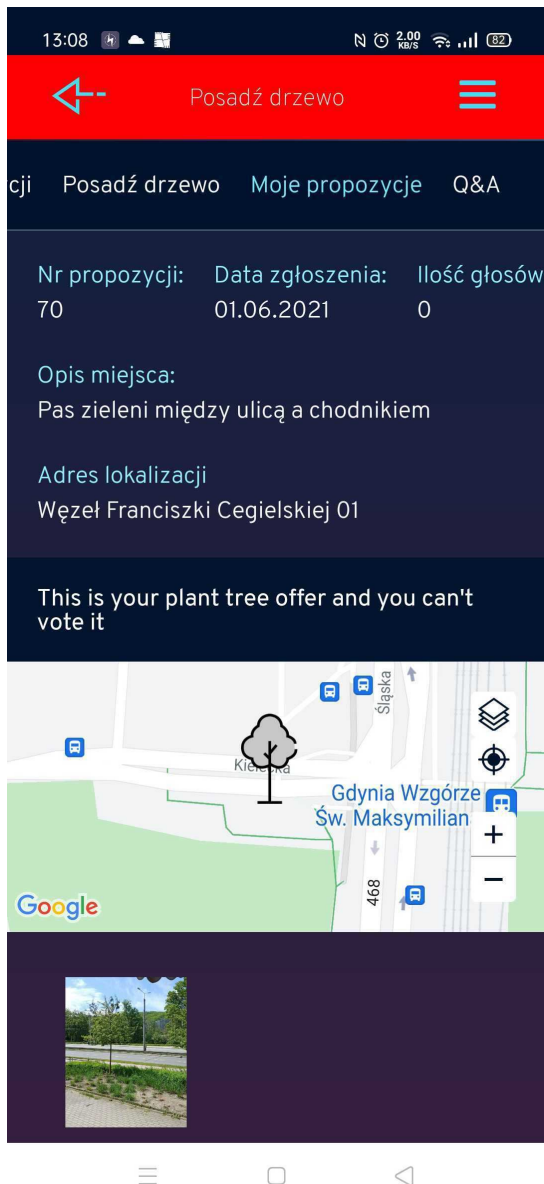 13:08 2.00 KB/S 82
Posadź drzewo
cji Posadź drzewo Moje propozycje Q&A
Nr propozycji: Data zgłoszenia: Ilość głosów
70 01.06.2021 0
Opis miejsca:
Pas zieleni między ulicą a chodnikiem
Adres lokalizacji
Węzeł Franciszki Cegielskiej 01
This is your plant tree offer and you can't
vote it
Śląska
Kielecka
Gdynia Wzgórze
Św. Maksymilian
468
Google